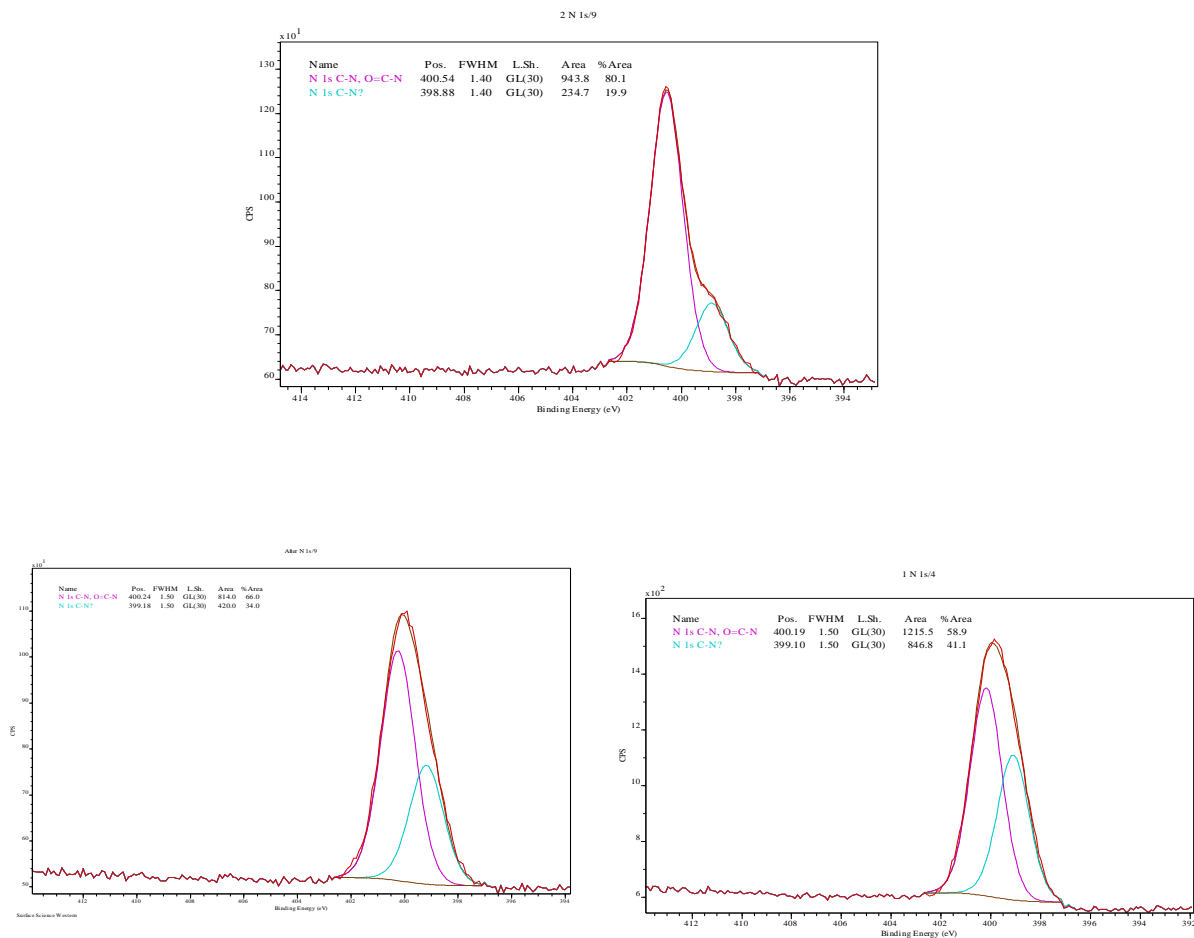 2 N 1s/9
x10^1
Name Pos. FWHM L.Sh. Area %Area
N 1s C-N, O=C-N 400.54 1.40 GL(30) 943.8 80.1
N 1s C-N? 398.88 1.40 GL(30) 234.7 19.9
130
120
110
100
90
80
70
60
CPS
414 412 410 408 406 404 402 400 398 396 394
Binding Energy (eV)
After N 1s/9
x10^1
Name Pos. FWHM L.Sh. Area %Area
N 1s C-N, O=C-N 400.24 1.50 GL(30) 814.0 66.0
N 1s C-N? 399.18 1.50 GL(30) 420.0 34.0
110
100
90
80
70
60
50
CPS
412 410 408 406 404 402 400 398 396 394
Binding Energy (eV)
Surface Science Western
1 N 1s/4
x10^2
Name Pos. FWHM L.Sh. Area %Area
N 1s C-N, O=C-N 400.19 1.50 GL(30) 1215.5 58.9
N 1s C-N? 399.10 1.50 GL(30) 846.8 41.1
16
14
12
10
8
6
CPS
412 410 408 406 404 402 400 398 396 394 392
Binding Energy (eV)